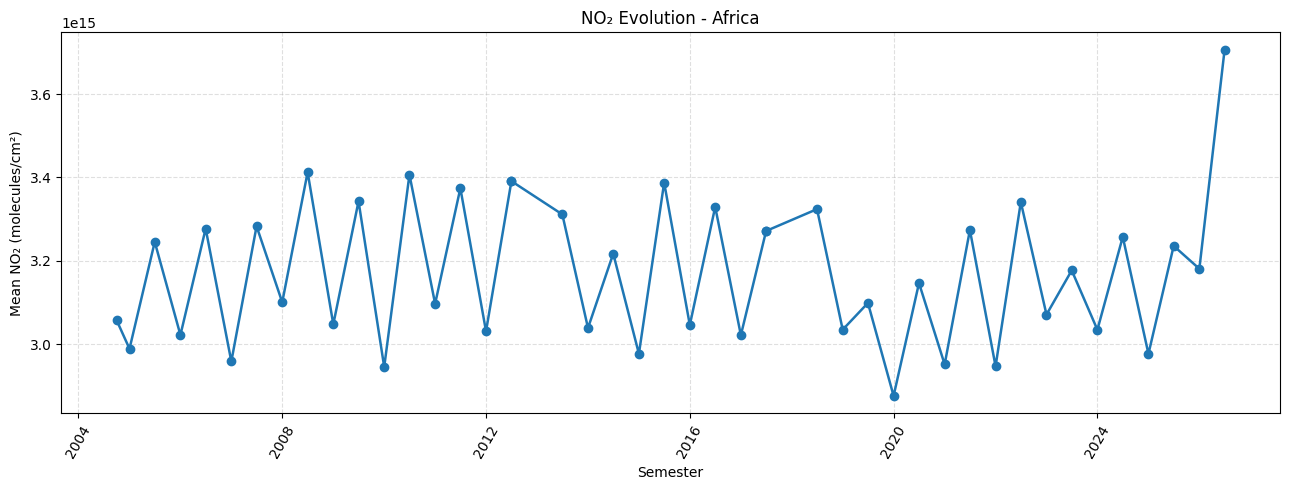 NO₂ Evolution - Africa
1e15
Mean NO₂ (molecules/cm²)
3.6
3.4
3.2
3.0
2004
2008
2012
2016
2020
2024
Semester